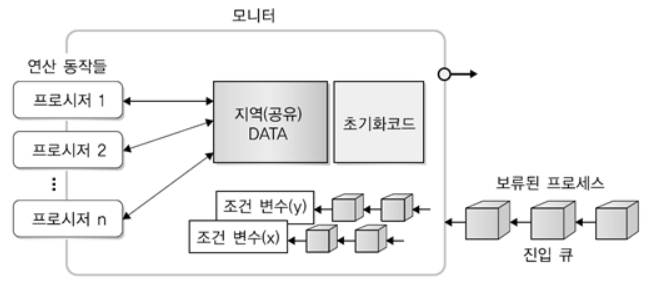 모니터
연산 동작들
프로시저 1
프로시저 2
⋮
프로시저 n
지역(공유)
DATA
초기화코드
조건 변수(y)
조건 변수(x)
보류된 프로세스
진입 큐